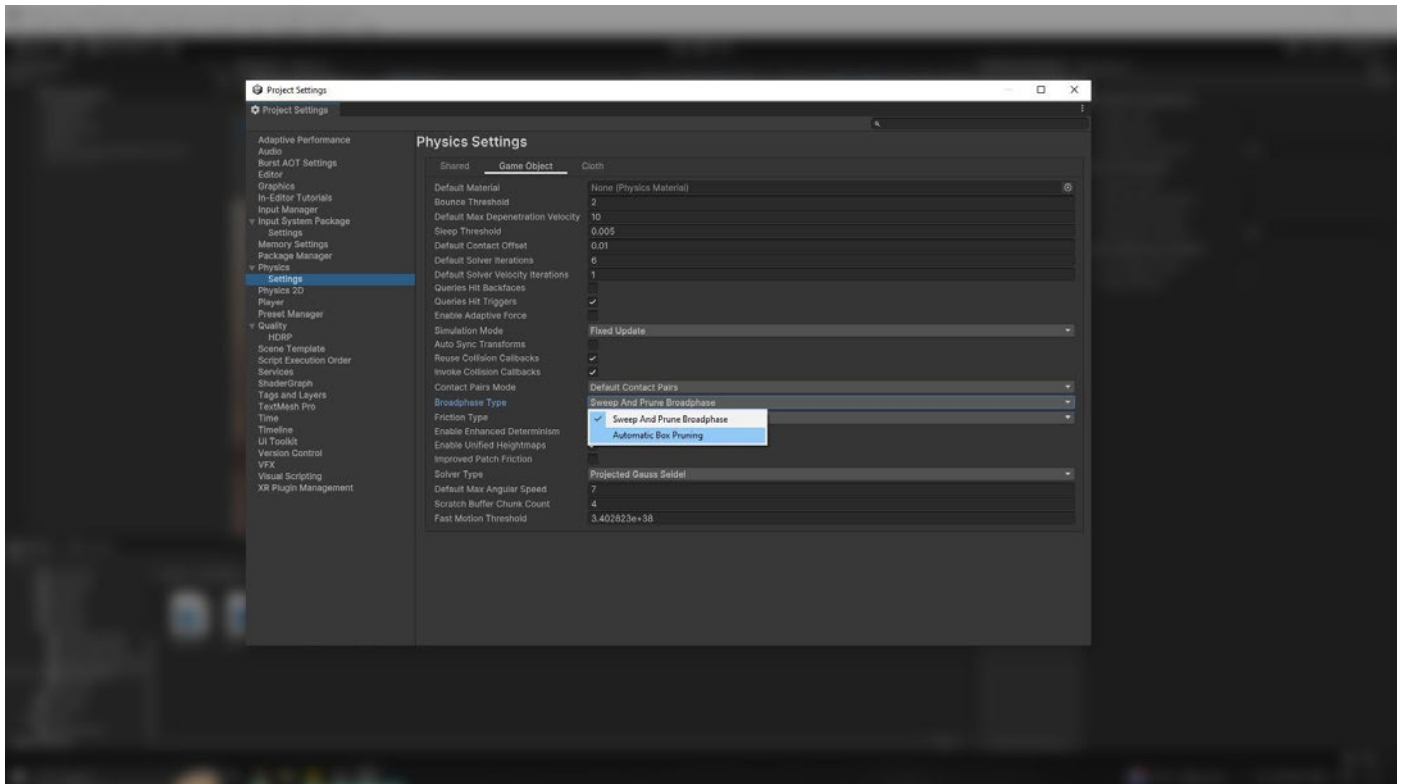 Project Settings
Project Settings
Adaptive Performance
Audio
Burst AOT Settings
Editor
Graphics
In-Editor Tutorials
Input Manager
Input System Package
Settings
Memory Settings
Package Manager
Physics
Settings
Physics 2D
Player
Preset Manager
Quality
HDRP
Scene Template
Script Execution Order
Services
ShaderGraph
Tags and Layers
TextMesh Pro
Time
Timeline
UI Toolkit
Version Control
VFX
Visual Scripting
XR Plugin Management
Physics Settings
Shared Game Object Cloth
Default Material None (Physics Material)
Bounce Threshold 2
Default Max Depenetration Velocity 10
Sleep Threshold 0.005
Default Contact Offset 0.01
Default Solver Iterations 6
Default Solver Velocity Iterations 1
Queries Hit Backfaces
Queries Hit Triggers
Enable Adaptive Force
Simulation Mode Fixed Update
Auto Sync Transforms
Reuse Collision Callbacks
Invoke Collision Callbacks
Contact Pairs Mode Default Contact Pairs
Broadphase Type Sweep And Prune Broadphase
Friction Type Sweep And Prune Broadphase
Enable Enhanced Determinism Automatic Box Pruning
Enable Unified Heightmaps
Improved Patch Friction
Solver Type Projected Gauss Seidel
Default Max Angular Speed 7
Scratch Buffer Chunk Count 4
Fast Motion Threshold 3.402823e+38